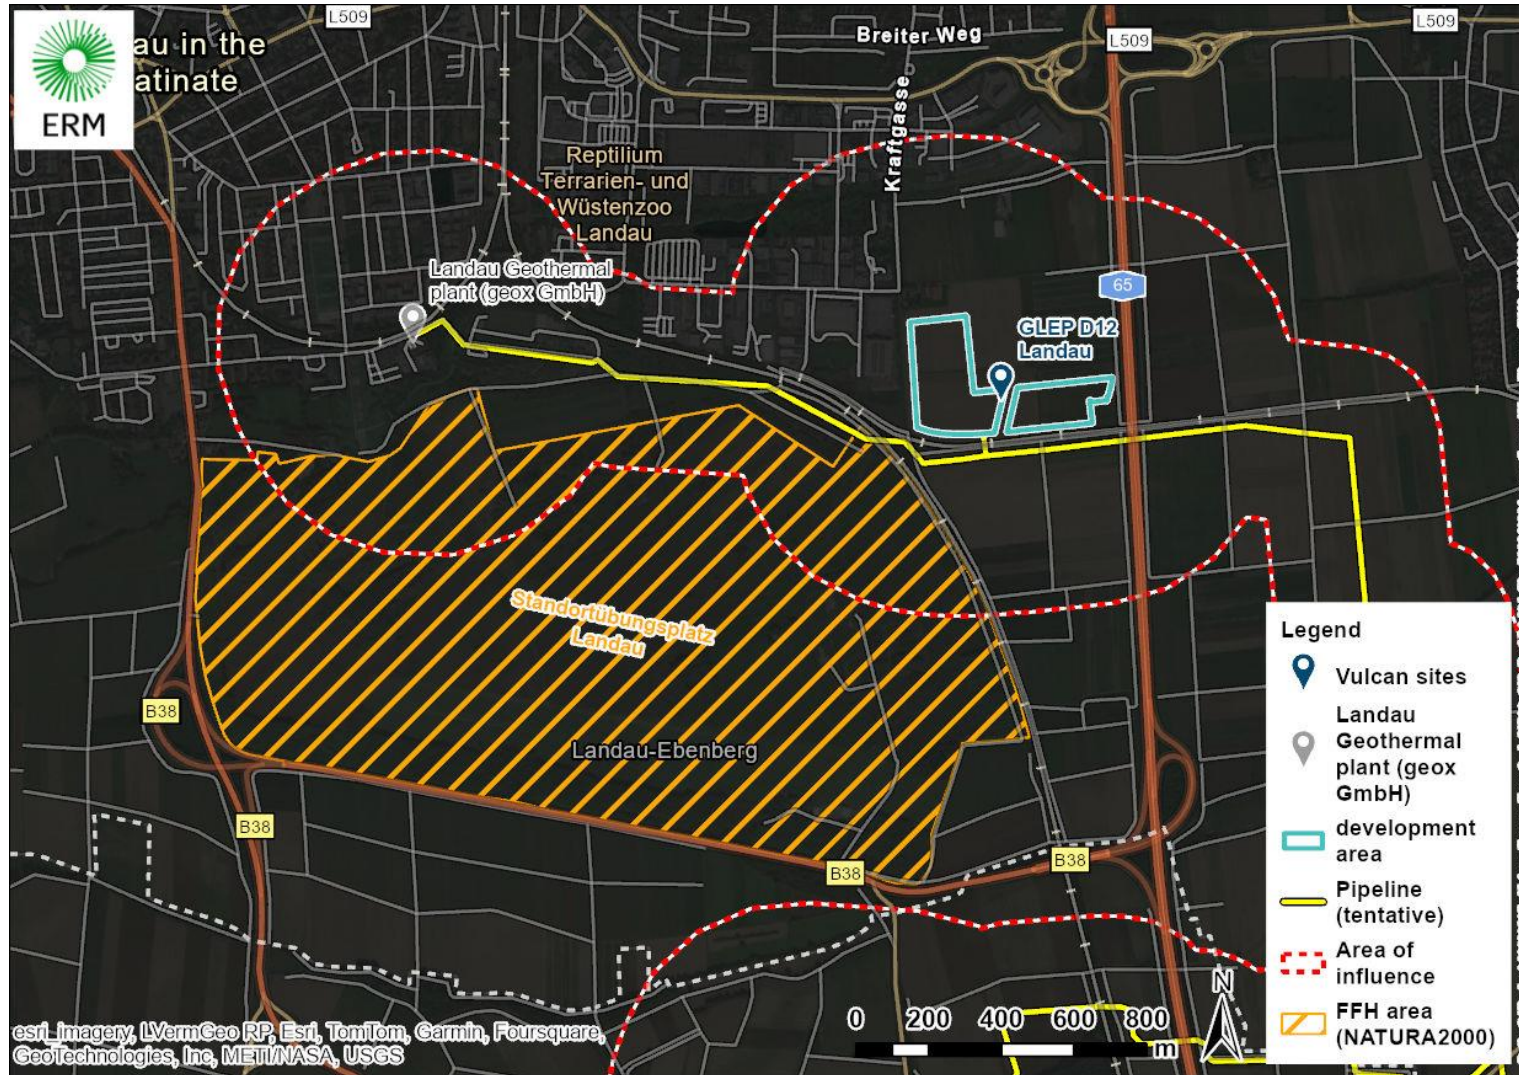 L509
L509
L509
Breiter Weg
au in the
atinate
ERM
Kraftgasse
Reptilium
Terrarien- und
Wüstenzoo
Landau
Landau Geothermal
plant (geox GmbH)
65
GLEP D12
Landau
Standortübungsplatz
Landau
B38
Landau-Ebenberg
B38
B38
B38
Legend
Vulcan sites
Landau
Geothermal
plant (geox
GmbH)
development
area
Pipeline
(tentative)
Area of
influence
FFH area
(NATURA2000)
N
0 200 400 600 800
m
esri_imagery, LVermGeo RP, Esri, TomTom, Garmin, Foursquare,
GeoTechnologies, Inc, METI/NASA, USGS